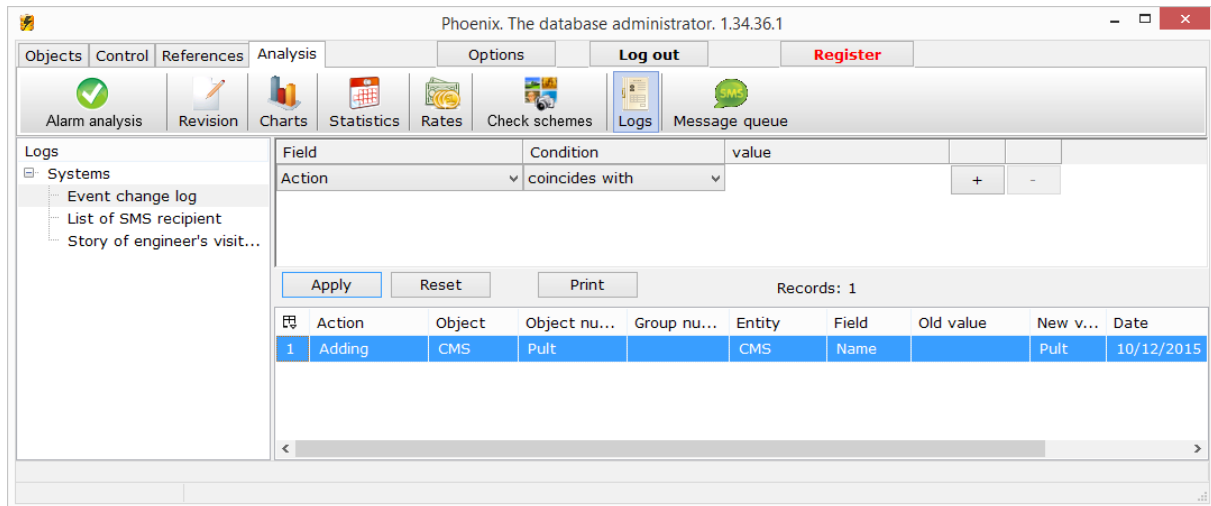 Phoenix. The database administrator. 1.34.36.1
Objects Control References Analysis Options Log out Register
Alarm analysis Revision Charts Statistics Rates Check schemes Logs SMS Message queue
Logs
Systems
Event change log
List of SMS recipient
Story of engineer's visit...
Field Condition value
Action coincides with + -
Apply Reset Print Records: 1
Action Object Object nu... Group nu... Entity Field Old value New v... Date
1 Adding CMS Pult CMS Name Pult 10/12/2015